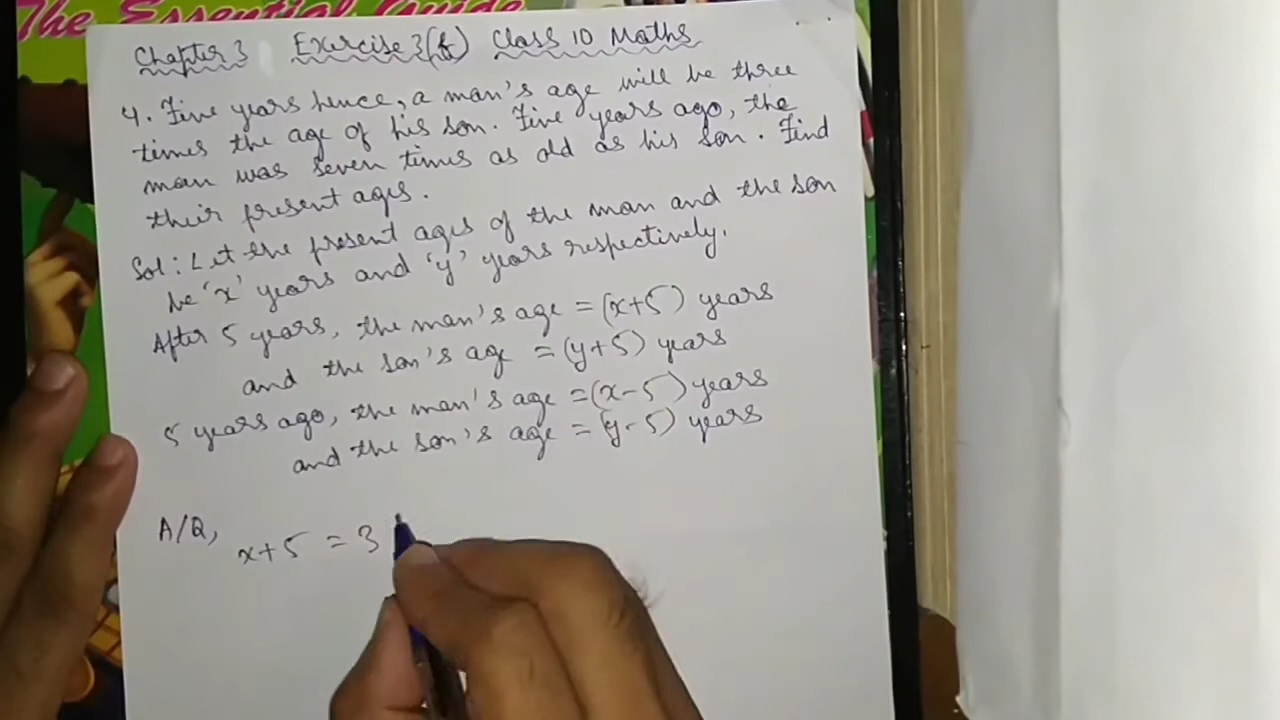 The Essential Guide
Chapter 3 Exercise 3(f) Class 10 Maths
4. Five years hence, a man's age will be three
times the age of his son. Five years ago, the
man was seven times as old as his son. Find
their present ages.
Sol: Let the present ages of the man and the son
be 'x' years and 'y' years respectively.
After 5 years, the man's age = (x+5) years
and the son's age = (y+5) years
5 years ago, the man's age = (x-5) years
and the son's age = (y-5) years
A/Q,
x+5 = 3